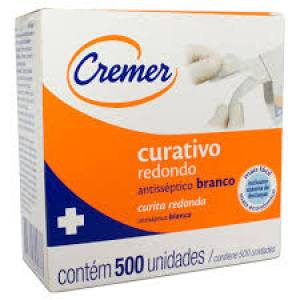 Cremer
curativo
redondo
antisséptico branco
curita redonda
antiséptica blanca
contém 500 unidades / contiene 500 unidades